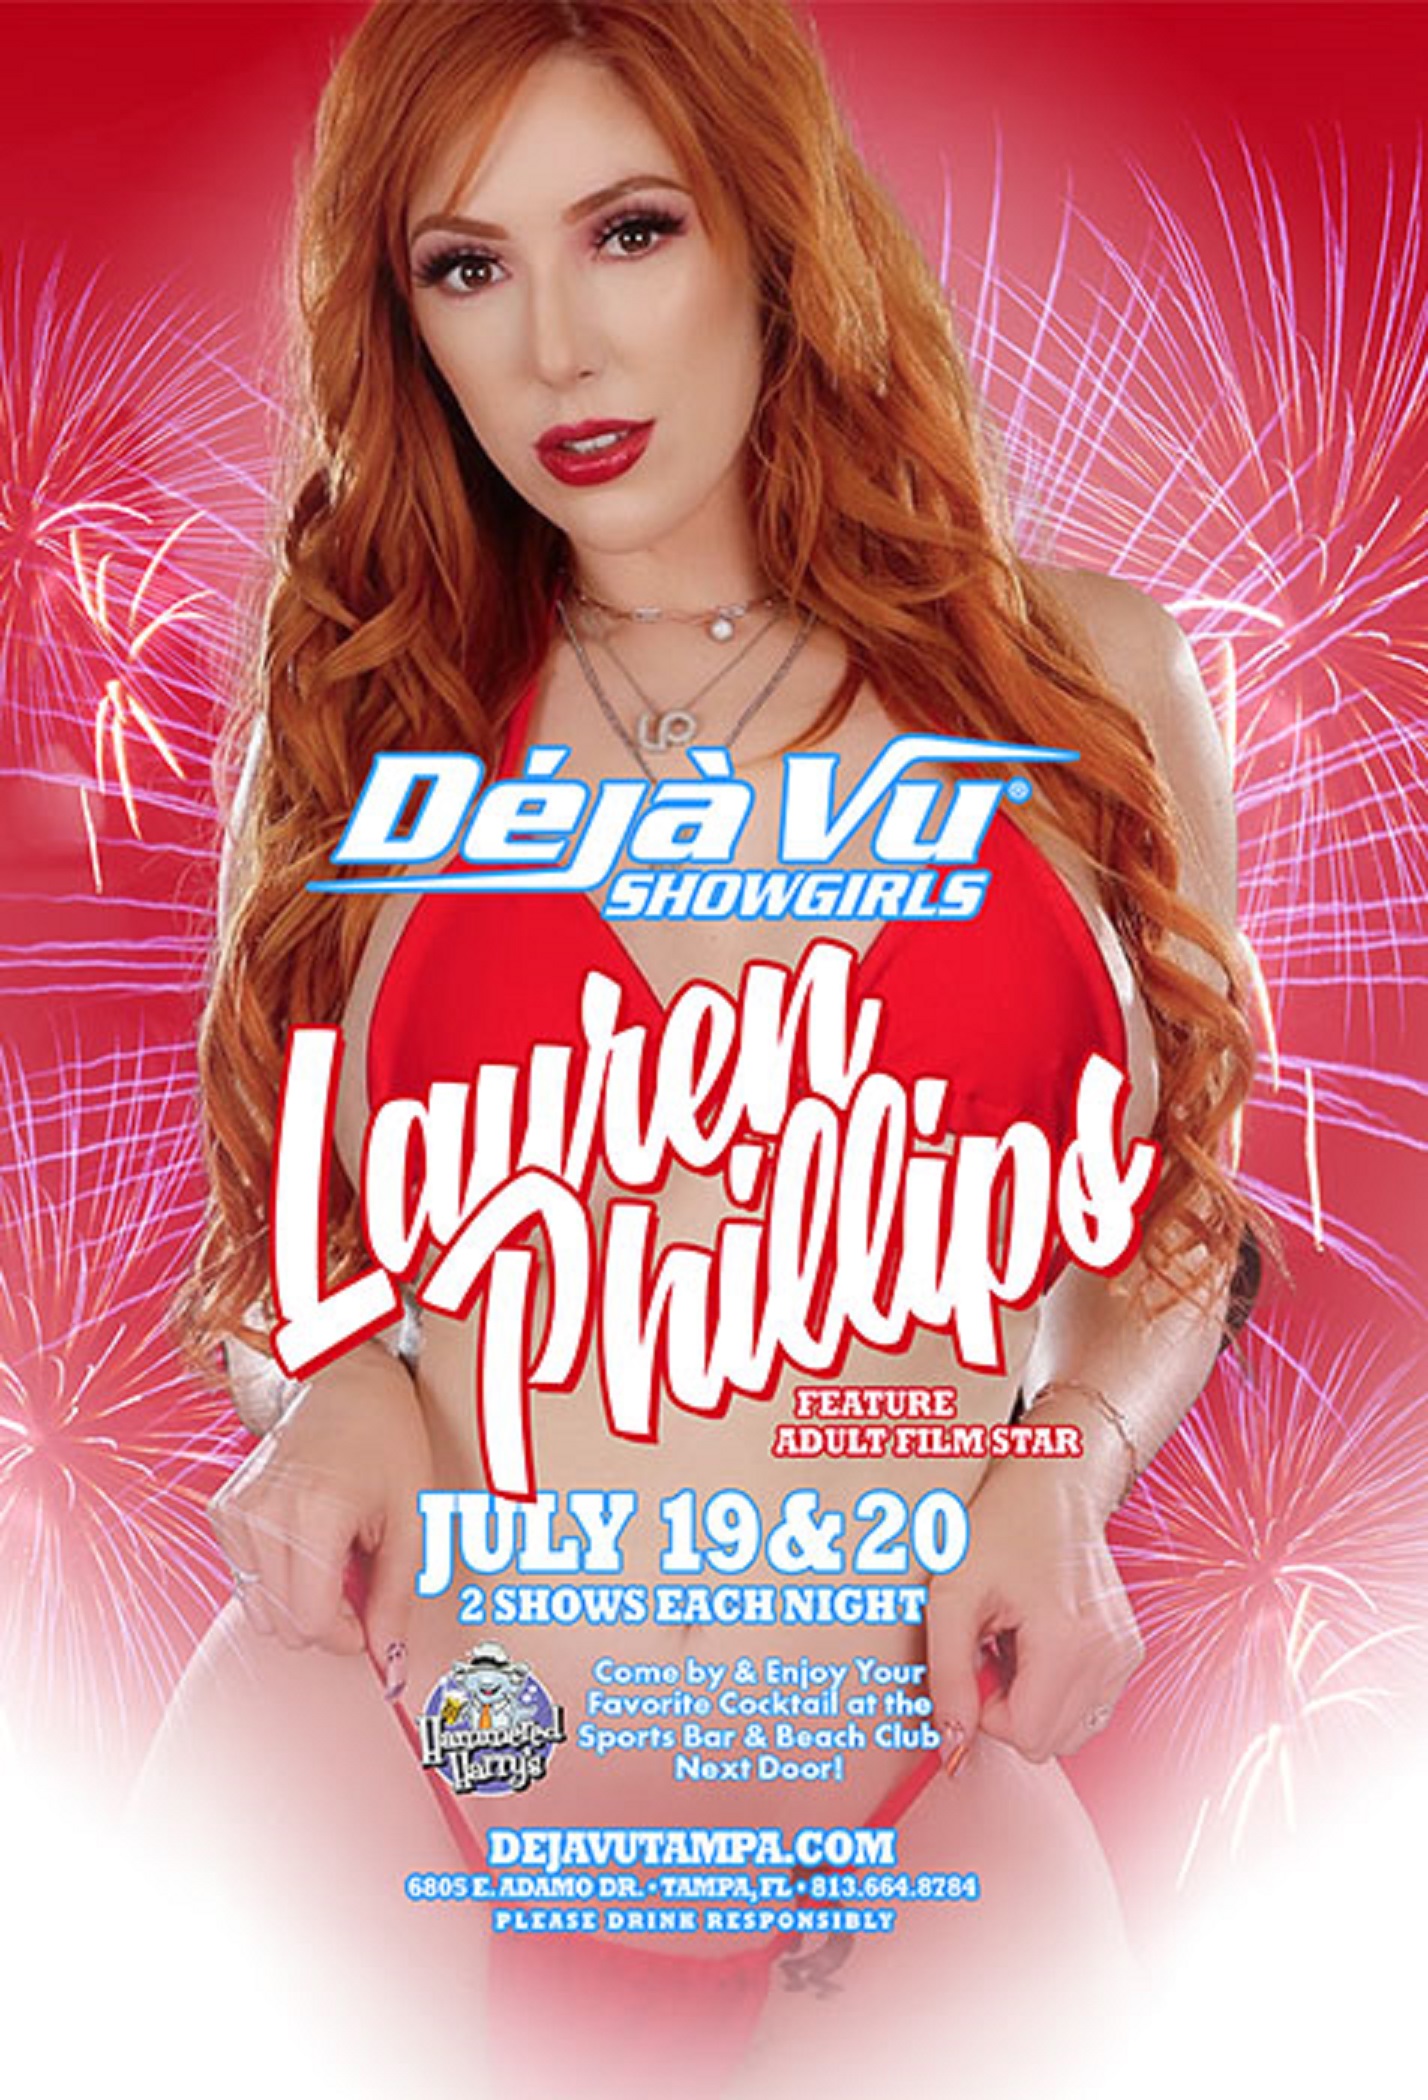 LP
Déjà Vu®
SHOWGIRLS
Lauren
Phillips
FEATURE
ADULT FILM STAR
JULY 19 & 20
2 SHOWS EACH NIGHT
Hammered
Harry's
Come by & Enjoy Your
Favorite Cocktail at the
Sports Bar & Beach Club
Next Door!
DEJAVUTAMPA.COM
6805 E. ADAMO DR. • TAMPA, FL • 813.664.8784
PLEASE DRINK RESPONSIBLY